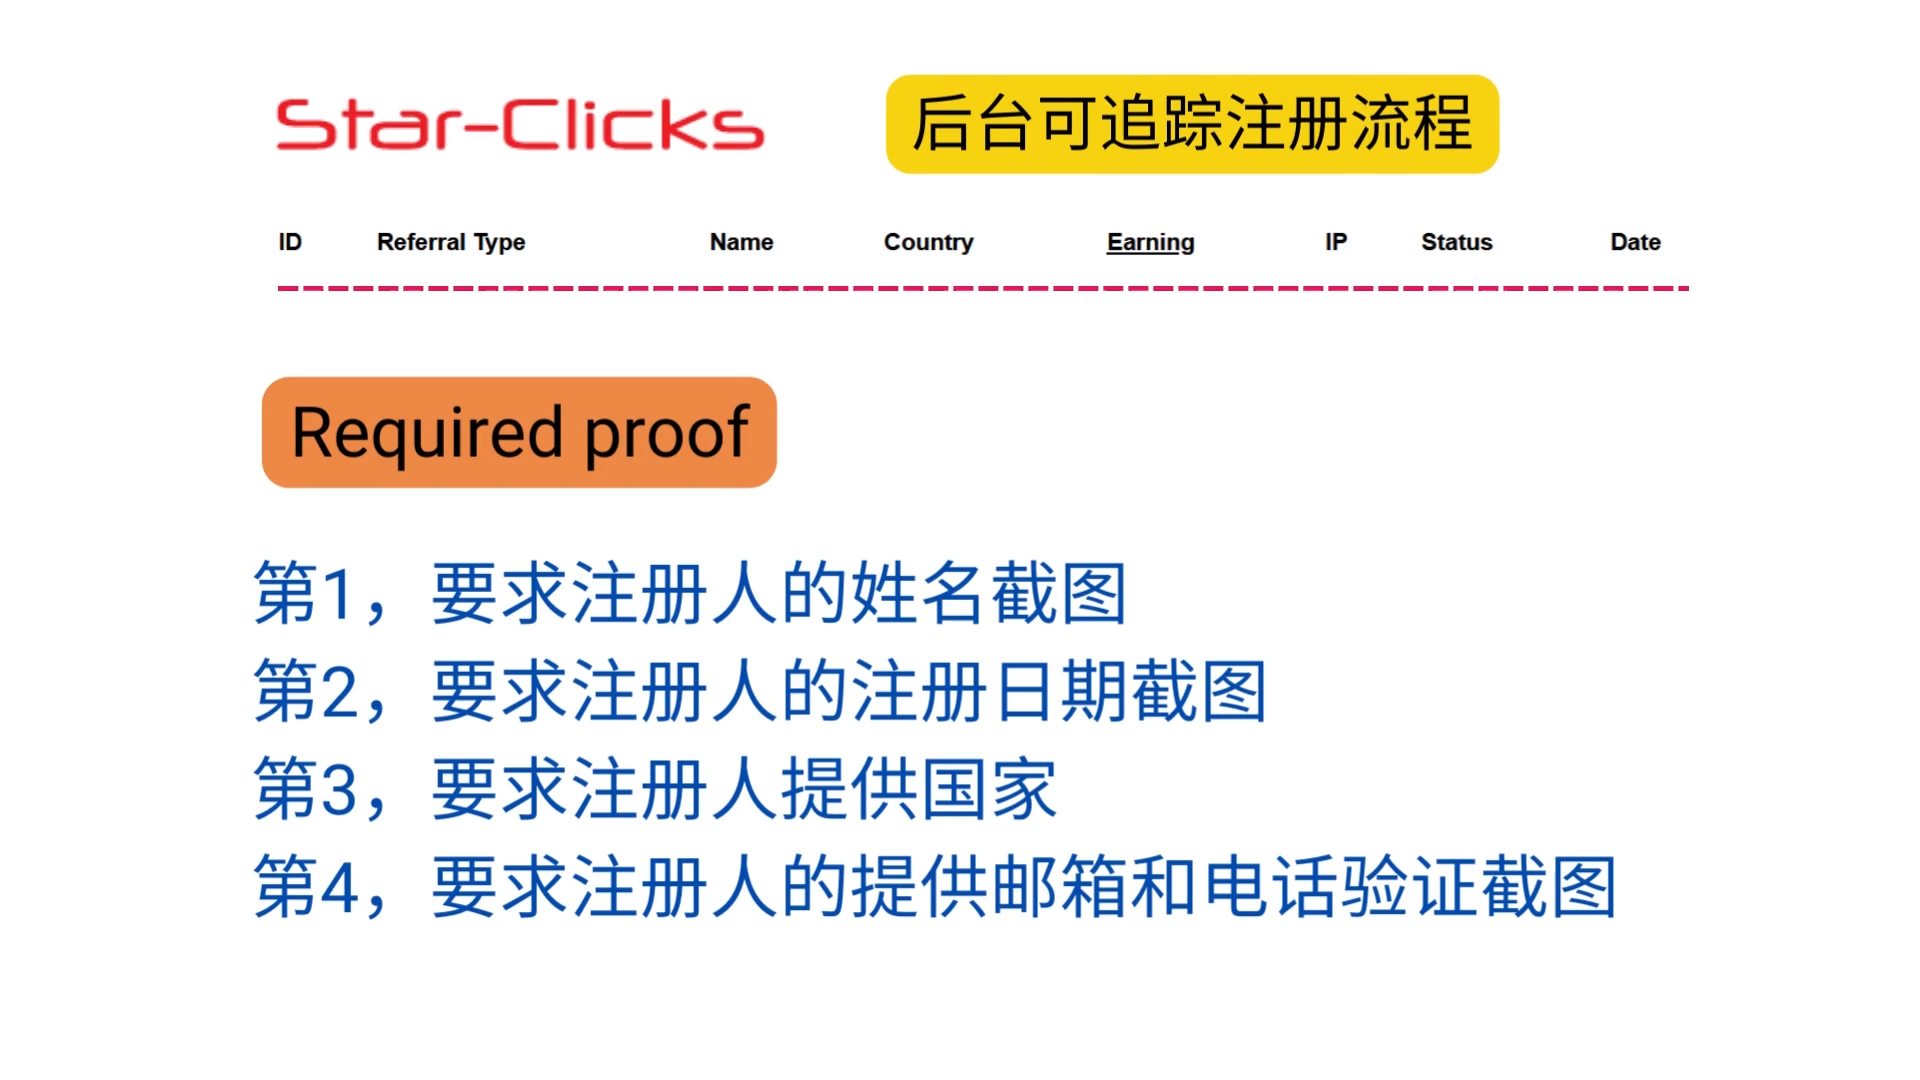 Star-Clicks
后台可追踪注册流程
ID Referral Type Name Country Earning IP Status Date
Required proof
第1，要求注册人的姓名截图
第2，要求注册人的注册日期截图
第3，要求注册人提供国家
第4，要求注册人的提供邮箱和电话验证截图